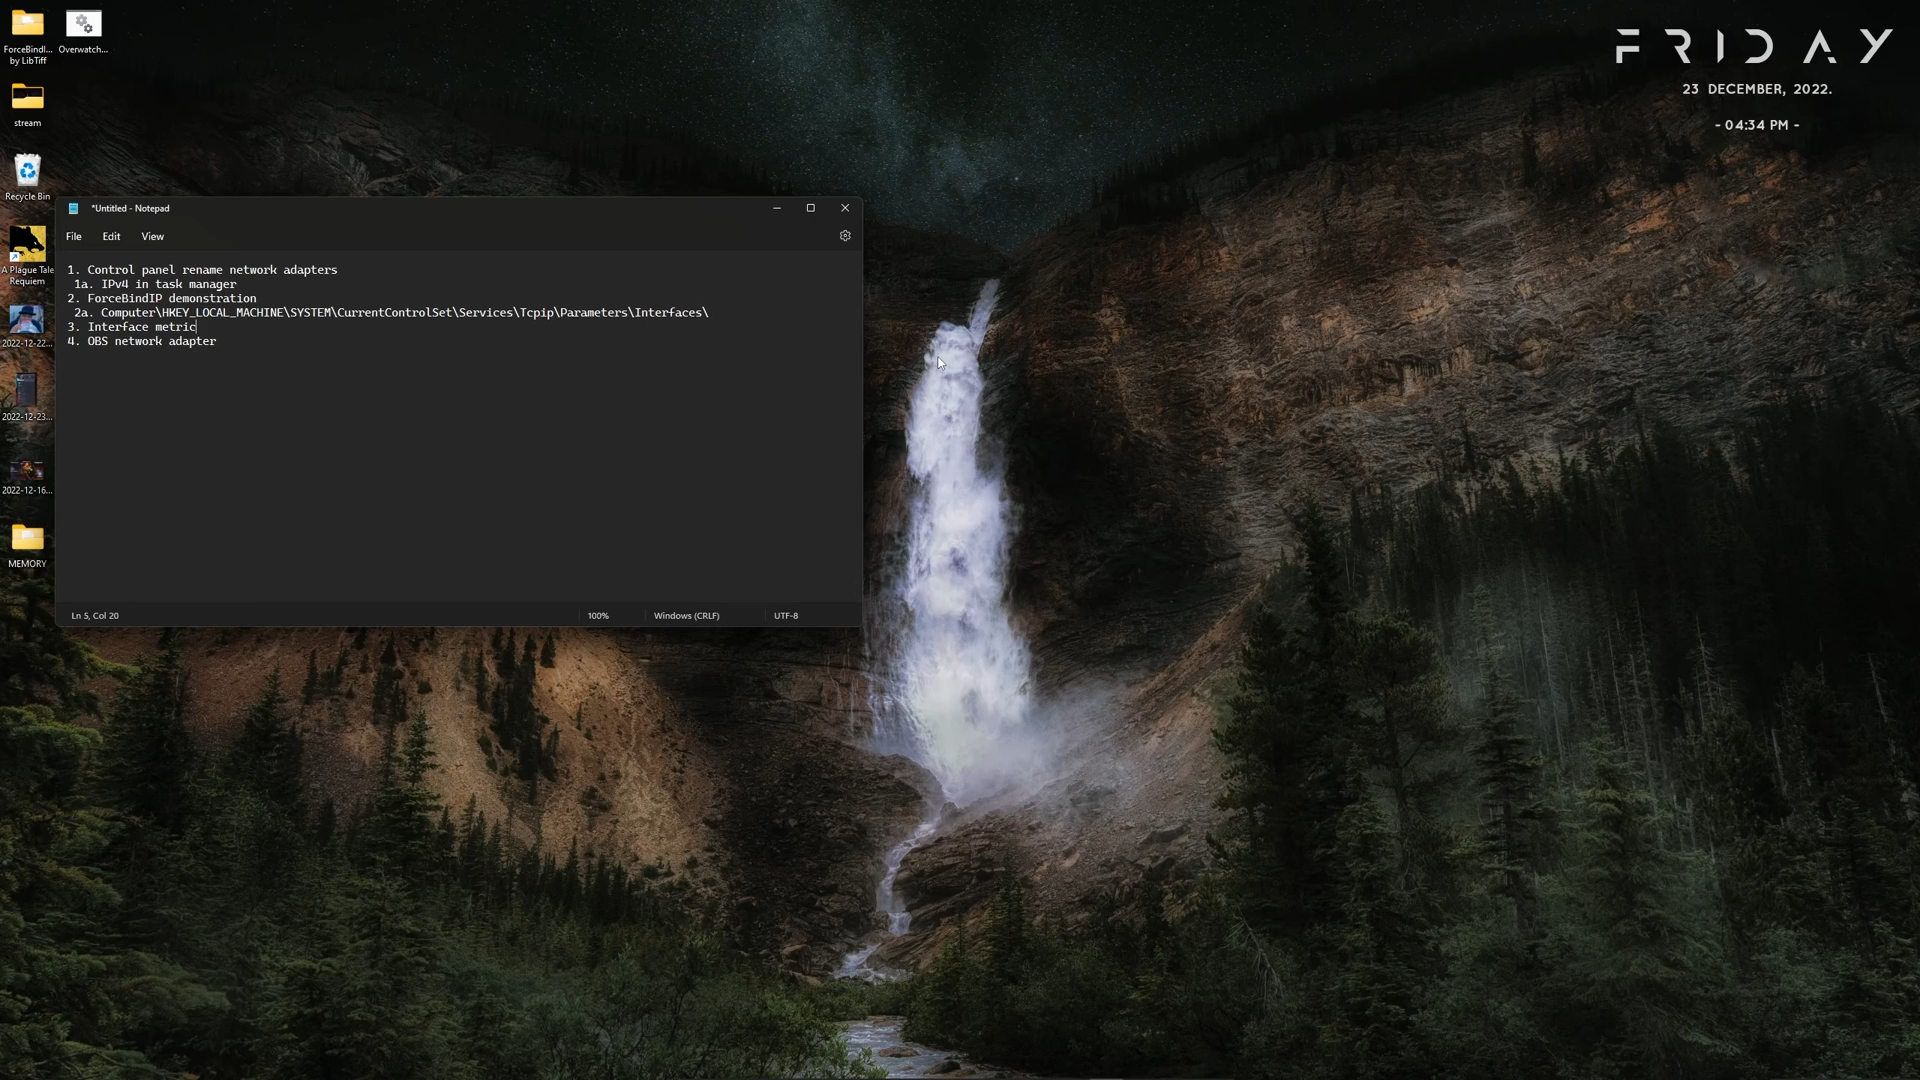 ForceBindI...
by LibTiff
Overwatch...
stream
Recycle Bin
A Plague Tale
Requiem
2022-12-22...
2022-12-23...
2022-12-16...
MEMORY
*Untitled - Notepad
File Edit View
1. Control panel rename network adapters
1a. IPv4 in task manager
2. ForceBindIP demonstration
2a. Computer\HKEY_LOCAL_MACHINE\SYSTEM\CurrentControlSet\Services\Tcpip\Parameters\Interfaces\
3. Interface metric
4. OBS network adapter
Ln 5, Col 20 100% Windows (CRLF) UTF-8
FRIDAY
23 DECEMBER, 2022.
- 04:34 PM -